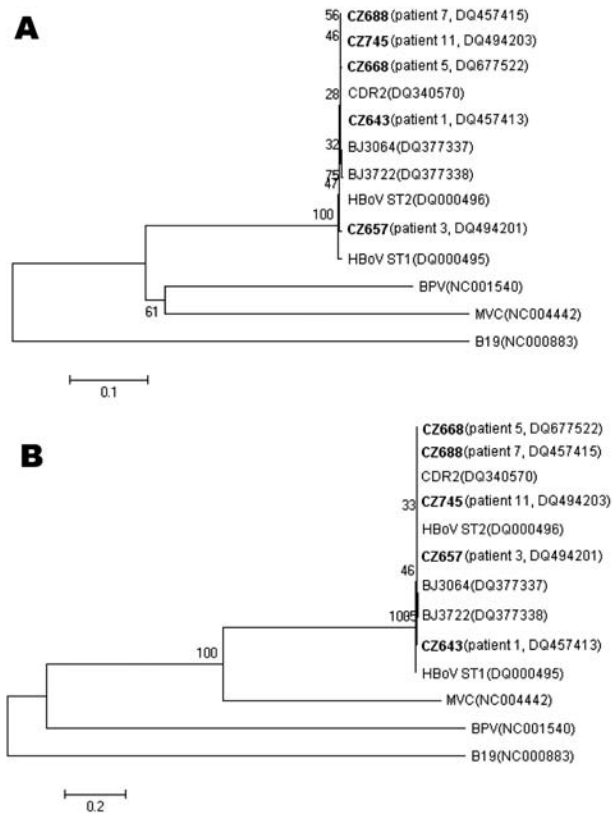 A
56
CZ688(patient 7, DQ457415)
46
CZ745(patient 11, DQ494203)
CZ668(patient 5, DQ677522)
28
CDR2(DQ340570)
CZ643(patient 1, DQ457413)
32
BJ3064(DQ377337)
75
BJ3722(DQ377338)
47
HBoV ST2(DQ000496)
100
CZ657(patient 3, DQ494201)
HBoV ST1(DQ000495)
BPV(NC001540)
61
MVC(NC004442)
B19(NC000883)
0.1
B
CZ668(patient 5, DQ677522)
CZ688(patient 7, DQ457415)
CDR2(DQ340570)
33
CZ745(patient 11, DQ494203)
HBoV ST2(DQ000496)
CZ657(patient 3, DQ494201)
46
BJ3064(DQ377337)
BJ3722(DQ377338)
CZ643(patient 1, DQ457413)
100
HBoV ST1(DQ000495)
MVC(NC004442)
BPV(NC001540)
B19(NC000883)
0.2